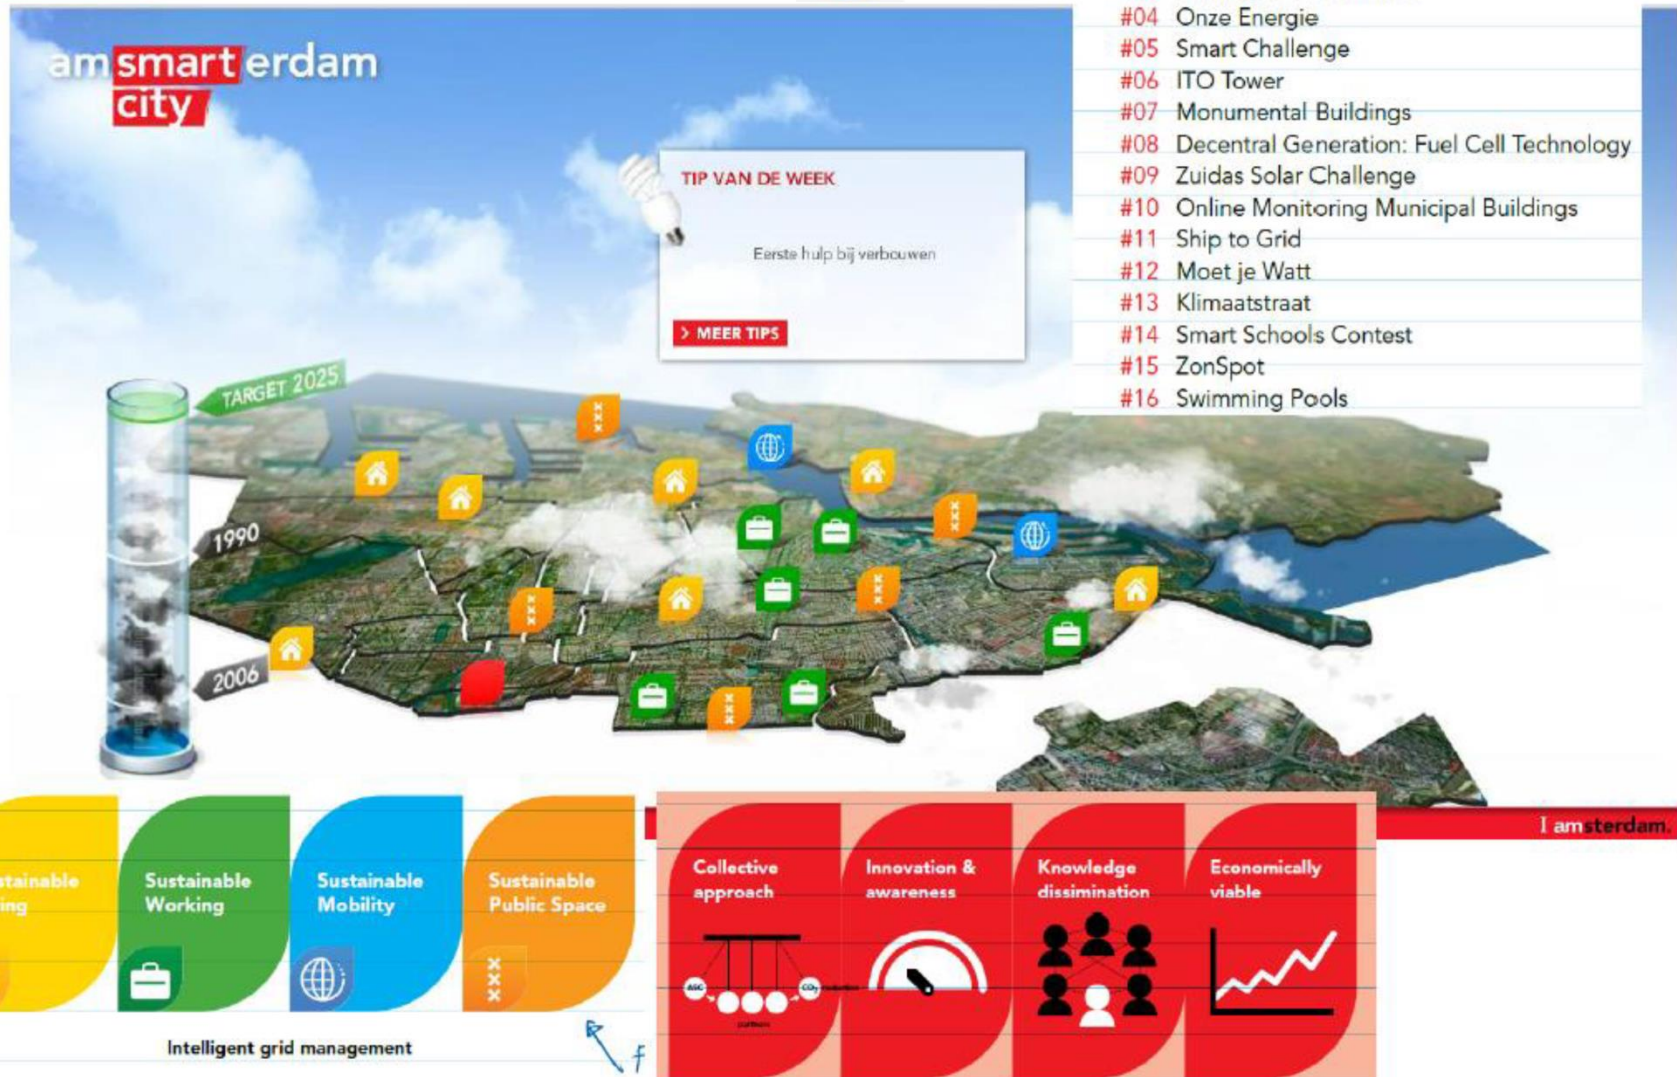 #04 Onze Energie
#05 Smart Challenge
#06 ITO Tower
#07 Monumental Buildings
#08 Decentral Generation: Fuel Cell Technology
#09 Zuidas Solar Challenge
#10 Online Monitoring Municipal Buildings
#11 Ship to Grid
#12 Moet je Watt
#13 Klimaatstraat
#14 Smart Schools Contest
#15 ZonSpot
#16 Swimming Pools
amsmarterdam
city
TIP VAN DE WEEK
Eerste hulp bij verbouwen
> MEER TIPS
TARGET 2025
1990
2006
I amsterdam.
Sustainable
Working
Sustainable
Mobility
Sustainable
Public Space
Intelligent grid management
Collective
approach
ASC
CO₂
partners
Innovation &
awareness
Knowledge
dissimination
Economically
viable